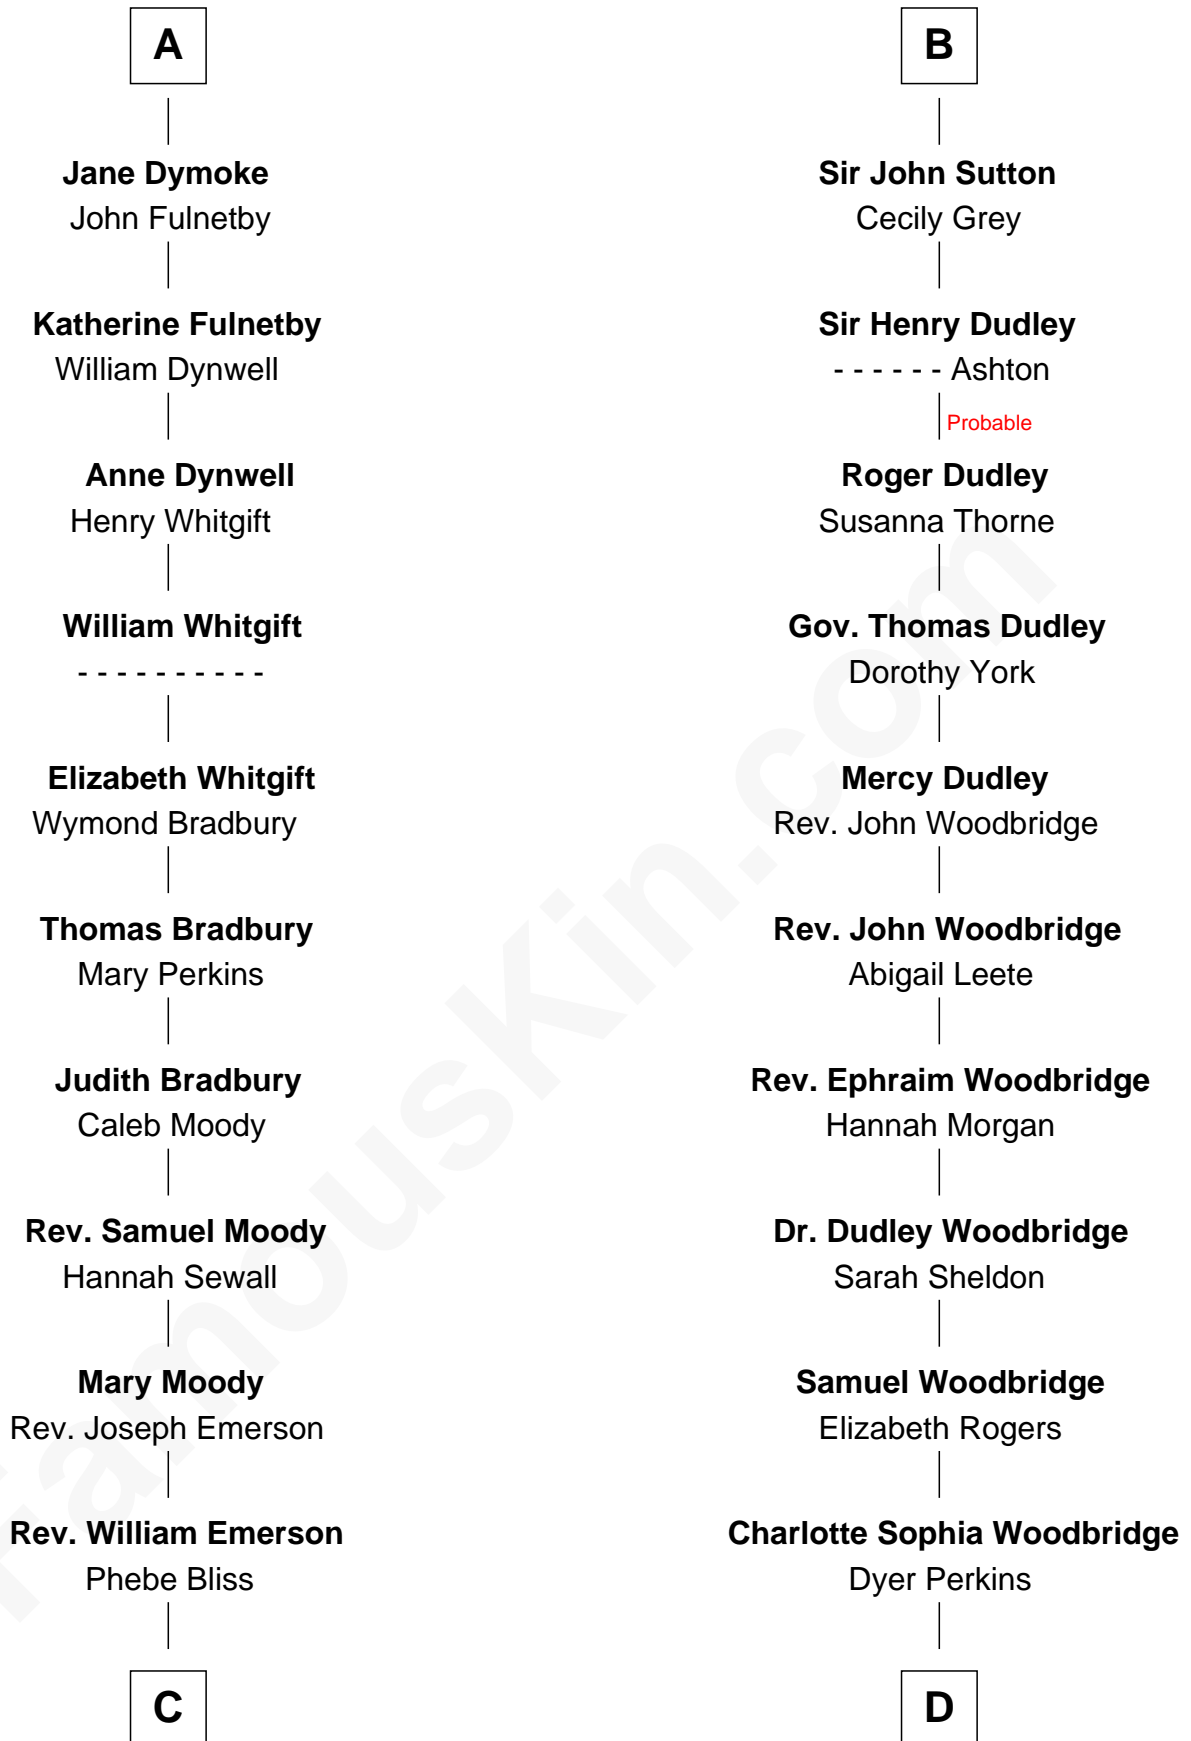 A
Jane Dymoke
John Fulnetby
Katherine Fulnetby
William Dynwell
Anne Dynwell
Henry Whitgift
William Whitgift
- - - - - - - - - -
Elizabeth Whitgift
Wymond Bradbury
Thomas Bradbury
Mary Perkins
Judith Bradbury
Caleb Moody
Rev. Samuel Moody
Hannah Sewall
Mary Moody
Rev. Joseph Emerson
Rev. William Emerson
Phebe Bliss
C
B
Sir John Sutton
Cecily Grey
Sir Henry Dudley
- - - - - - Ashton
Probable
Roger Dudley
Susanna Thorne
Gov. Thomas Dudley
Dorothy York
Mercy Dudley
Rev. John Woodbridge
Rev. John Woodbridge
Abigail Leete
Rev. Ephraim Woodbridge
Hannah Morgan
Dr. Dudley Woodbridge
Sarah Sheldon
Samuel Woodbridge
Elizabeth Rogers
Charlotte Sophia Woodbridge
Dyer Perkins
D
FamousKin.com